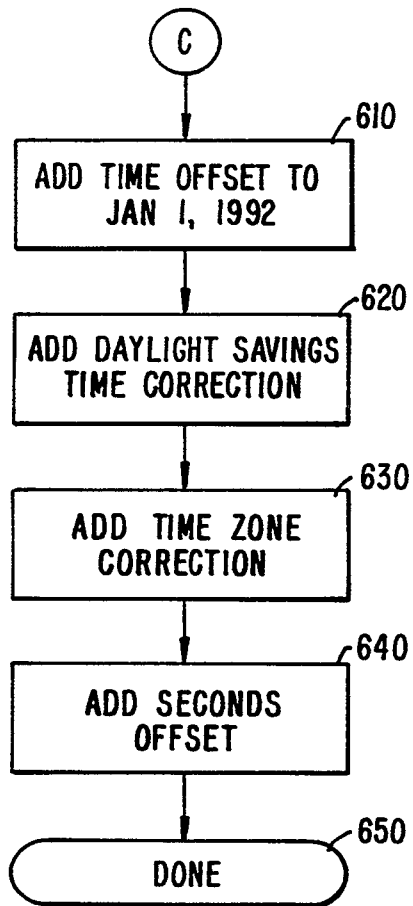 C
610
ADD TIME OFFSET TO
JAN 1, 1992
620
ADD DAYLIGHT SAVINGS
TIME CORRECTION
630
ADD TIME ZONE
CORRECTION
640
ADD SECONDS
OFFSET
650
DONE